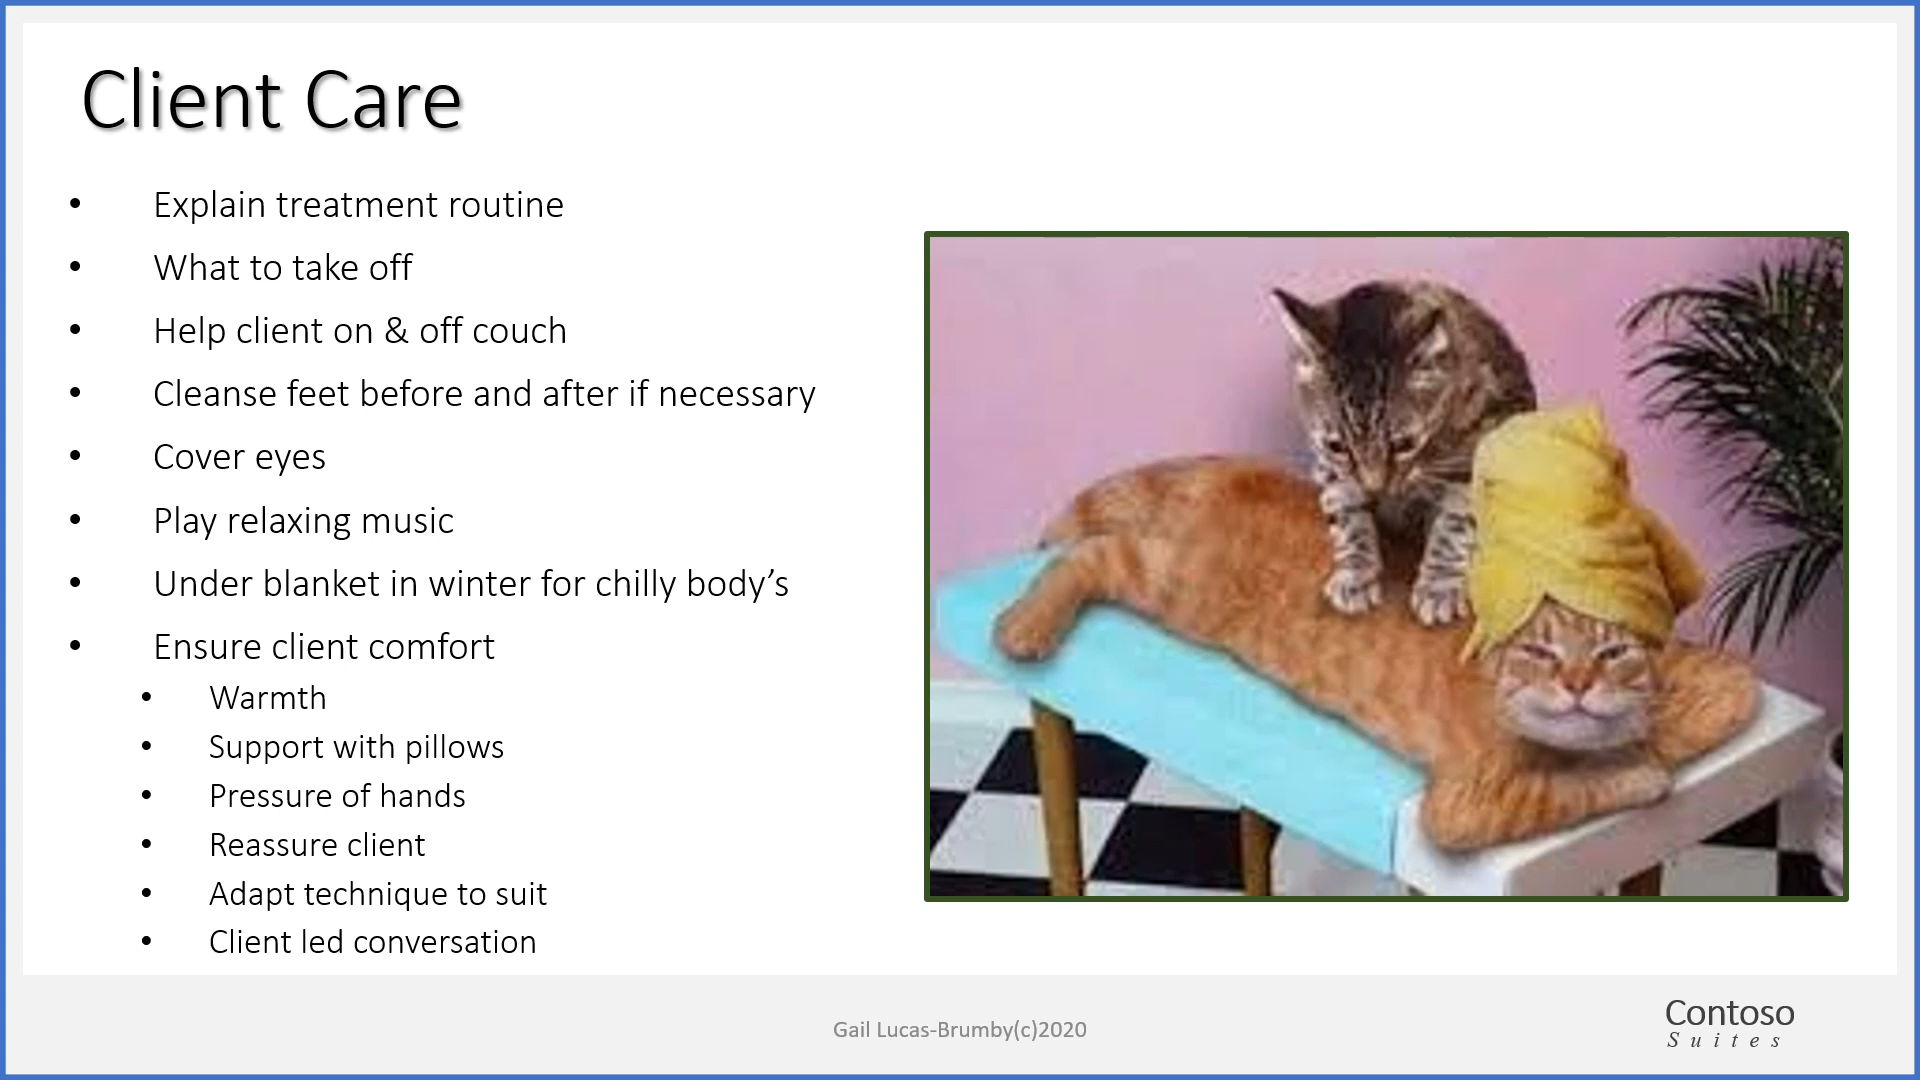 Client Care
• Explain treatment routine
• What to take off
• Help client on & off couch
• Cleanse feet before and after if necessary
• Cover eyes
• Play relaxing music
• Under blanket in winter for chilly body’s
• Ensure client comfort
• Warmth
• Support with pillows
• Pressure of hands
• Reassure client
• Adapt technique to suit
• Client led conversation
Gail Lucas-Brumby(c)2020
Contoso
Suites